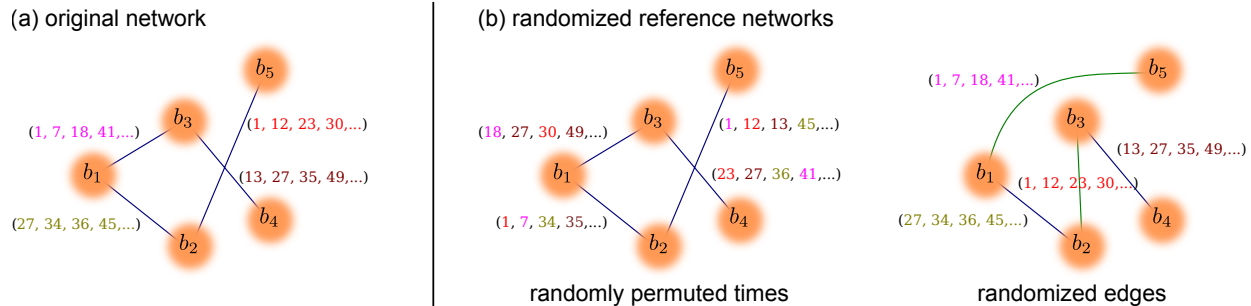 (a) original network
b5
b3
(1, 7, 18, 41,...)
(1, 12, 23, 30,...)
b1
(13, 27, 35, 49,...)
(27, 34, 36, 45,...)
b4
b2
(b) randomized reference networks
b5
b3
(18, 27, 30, 49,...)
(1, 12, 13, 45,...)
b1
(23, 27, 36, 41,...)
(1, 7, 34, 35,...)
b4
b2
randomly permuted times
b5
(1, 7, 18, 41,...)
b3
(13, 27, 35, 49,...)
b1
(1, 12, 23, 30,...)
(27, 34, 36, 45,...)
b4
b2
randomized edges